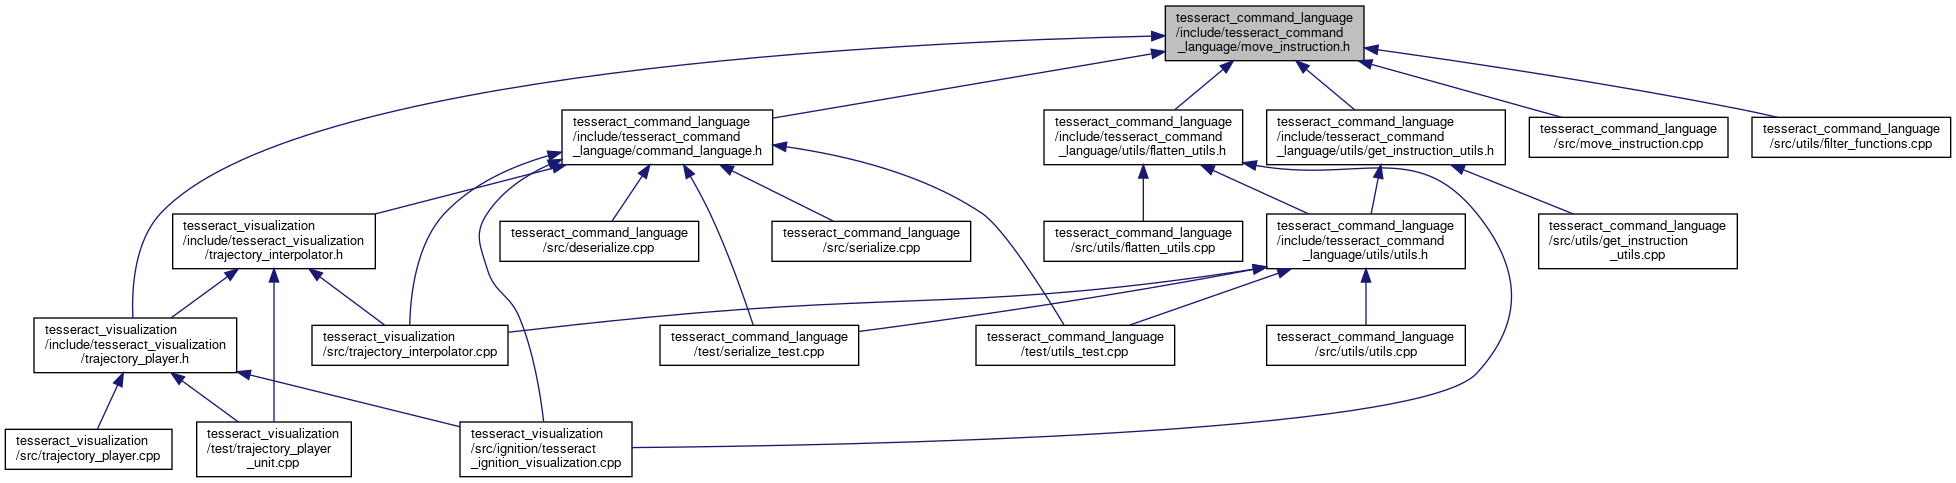 tesseract_command_language
/include/tesseract_command
_language/move_instruction.h
tesseract_command_language
/include/tesseract_command
_language/command_language.h
tesseract_command_language
/include/tesseract_command
_language/utils/flatten_utils.h
tesseract_command_language
/include/tesseract_command
_language/utils/get_instruction_utils.h
tesseract_command_language
/src/move_instruction.cpp
tesseract_command_language
/src/utils/filter_functions.cpp
tesseract_visualization
/include/tesseract_visualization
/trajectory_interpolator.h
tesseract_command_language
/src/deserialize.cpp
tesseract_command_language
/src/serialize.cpp
tesseract_command_language
/src/utils/flatten_utils.cpp
tesseract_command_language
/include/tesseract_command
_language/utils/utils.h
tesseract_command_language
/src/utils/get_instruction
_utils.cpp
tesseract_visualization
/include/tesseract_visualization
/trajectory_player.h
tesseract_visualization
/src/trajectory_interpolator.cpp
tesseract_command_language
/test/serialize_test.cpp
tesseract_command_language
/test/utils_test.cpp
tesseract_command_language
/src/utils/utils.cpp
tesseract_visualization
/src/trajectory_player.cpp
tesseract_visualization
/test/trajectory_player
_unit.cpp
tesseract_visualization
/src/ignition/tesseract
_ignition_visualization.cpp